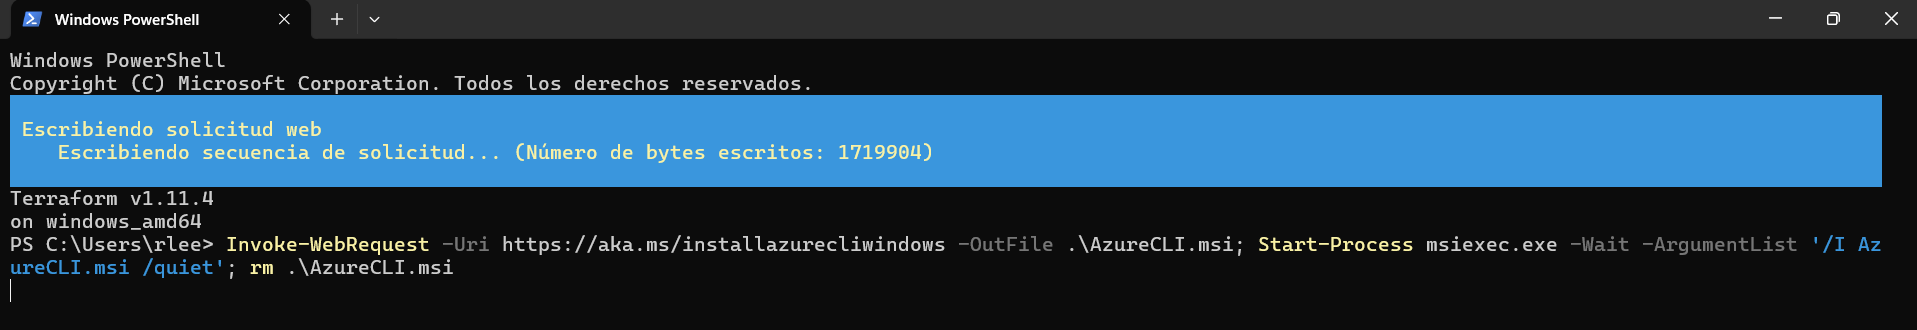 Windows PowerShell
Windows PowerShell
Copyright (C) Microsoft Corporation. Todos los derechos reservados.
Escribiendo solicitud web
Escribiendo secuencia de solicitud... (Número de bytes escritos: 1719904)
Terraform v1.11.4
on windows_amd64
PS C:\Users\rlee> Invoke-WebRequest -Uri https://aka.ms/installazurecliwindows -OutFile .\AzureCLI.msi; Start-Process msiexec.exe -Wait -ArgumentList '/I Az
ureCLI.msi /quiet'; rm .\AzureCLI.msi